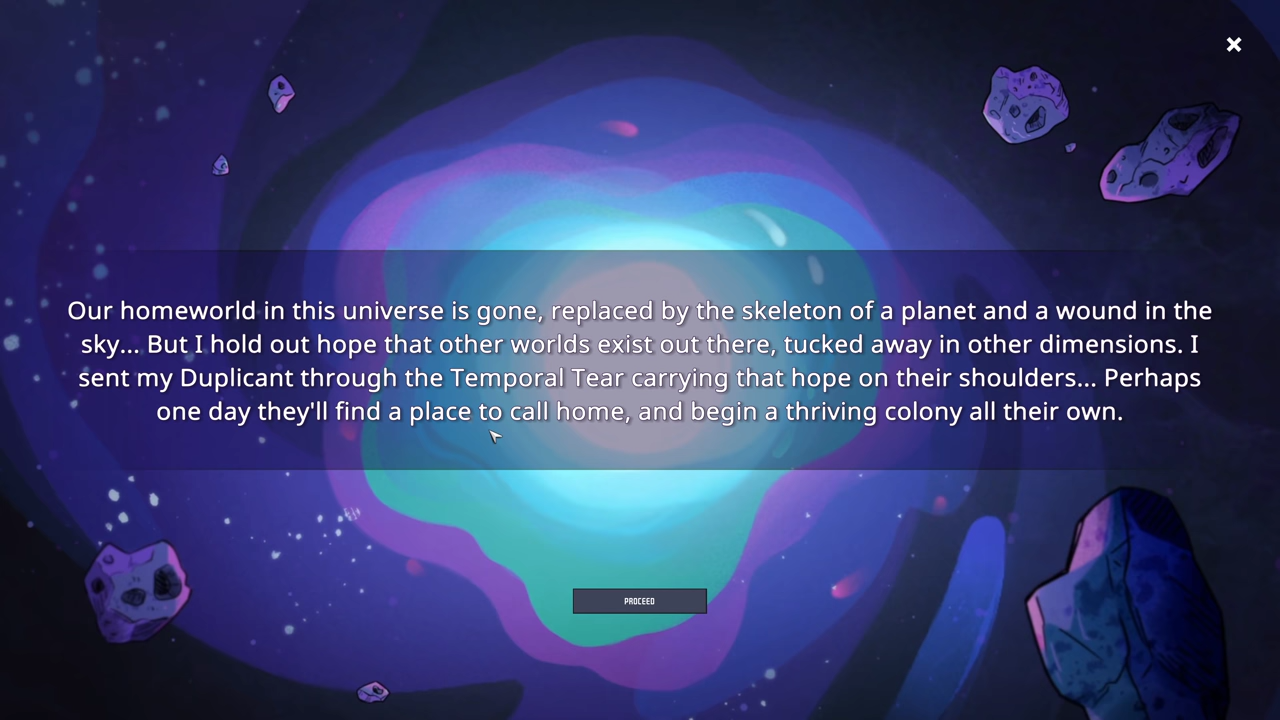 Our homeworld in this universe is gone, replaced by the skeleton of a planet and a wound in the
sky... But I hold out hope that other worlds exist out there, tucked away in other dimensions. I
sent my Duplicant through the Temporal Tear carrying that hope on their shoulders... Perhaps
one day they'll find a place to call home, and begin a thriving colony all their own.
PROCEED